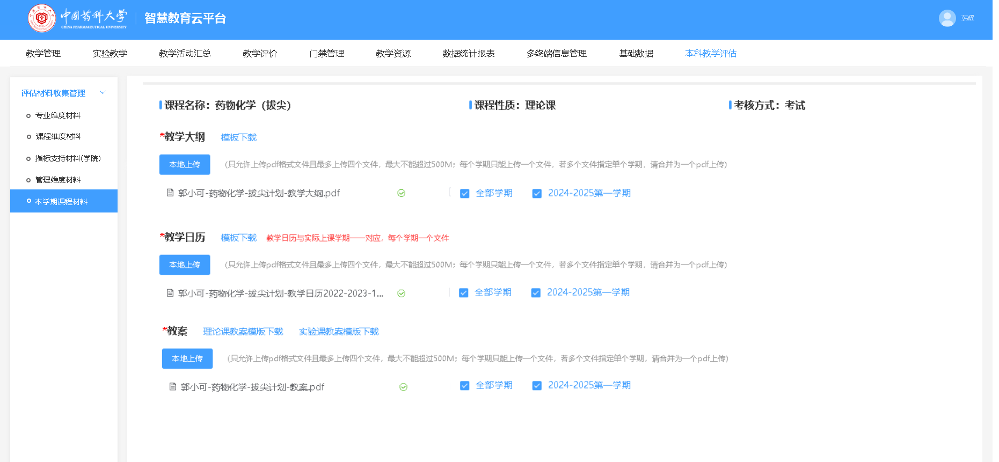 中国药科大学
CHINA PHARMACEUTICAL UNIVERSITY
智慧教育云平台
韩耀
教学管理 实验教学 教学活动汇总 教学评价 门禁管理 教学资源 数据统计报表 多终端信息管理 基础数据 本科教学评估
评估材料收集管理
专业维度材料
课程维度材料
指标支持材料(学院)
管理维度材料
本学期课程材料
课程名称：药物化学（拔尖） 课程性质：理论课 考核方式：考试
*教学大纲 模板下载
本地上传 （只允许上传pdf格式文件且最多上传四个文件，最大不能超过500M；每个学期只能上传一个文件，若多个文件指定单个学期，请合并为一个pdf上传）
郭小可-药物化学-拔尖计划-教学大纲.pdf 全部学期 2024-2025第一学期
*教学日历 模板下载 教学日历与实际上课学期一一对应，每个学期一个文件
本地上传 （只允许上传pdf格式文件且最多上传四个文件，最大不能超过500M；每个学期只能上传一个文件，若多个文件指定单个学期，请合并为一个pdf上传）
郭小可-药物化学-拔尖计划-教学日历2022-2023-1... 全部学期 2024-2025第一学期
*教案 理论课教案模版下载 实验课教案模版下载
本地上传 （只允许上传pdf格式文件且最多上传四个文件，最大不能超过500M；每个学期只能上传一个文件，若多个文件指定单个学期，请合并为一个pdf上传）
郭小可-药物化学-拔尖计划-教案.pdf 全部学期 2024-2025第一学期